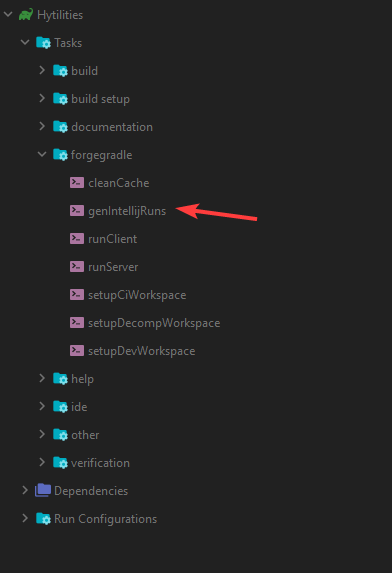 Hytilities
Tasks
build
build setup
documentation
forgegradle
cleanCache
genIntellijRuns
runClient
runServer
setupCiWorkspace
setupDecompWorkspace
setupDevWorkspace
help
ide
other
verification
Dependencies
Run Configurations